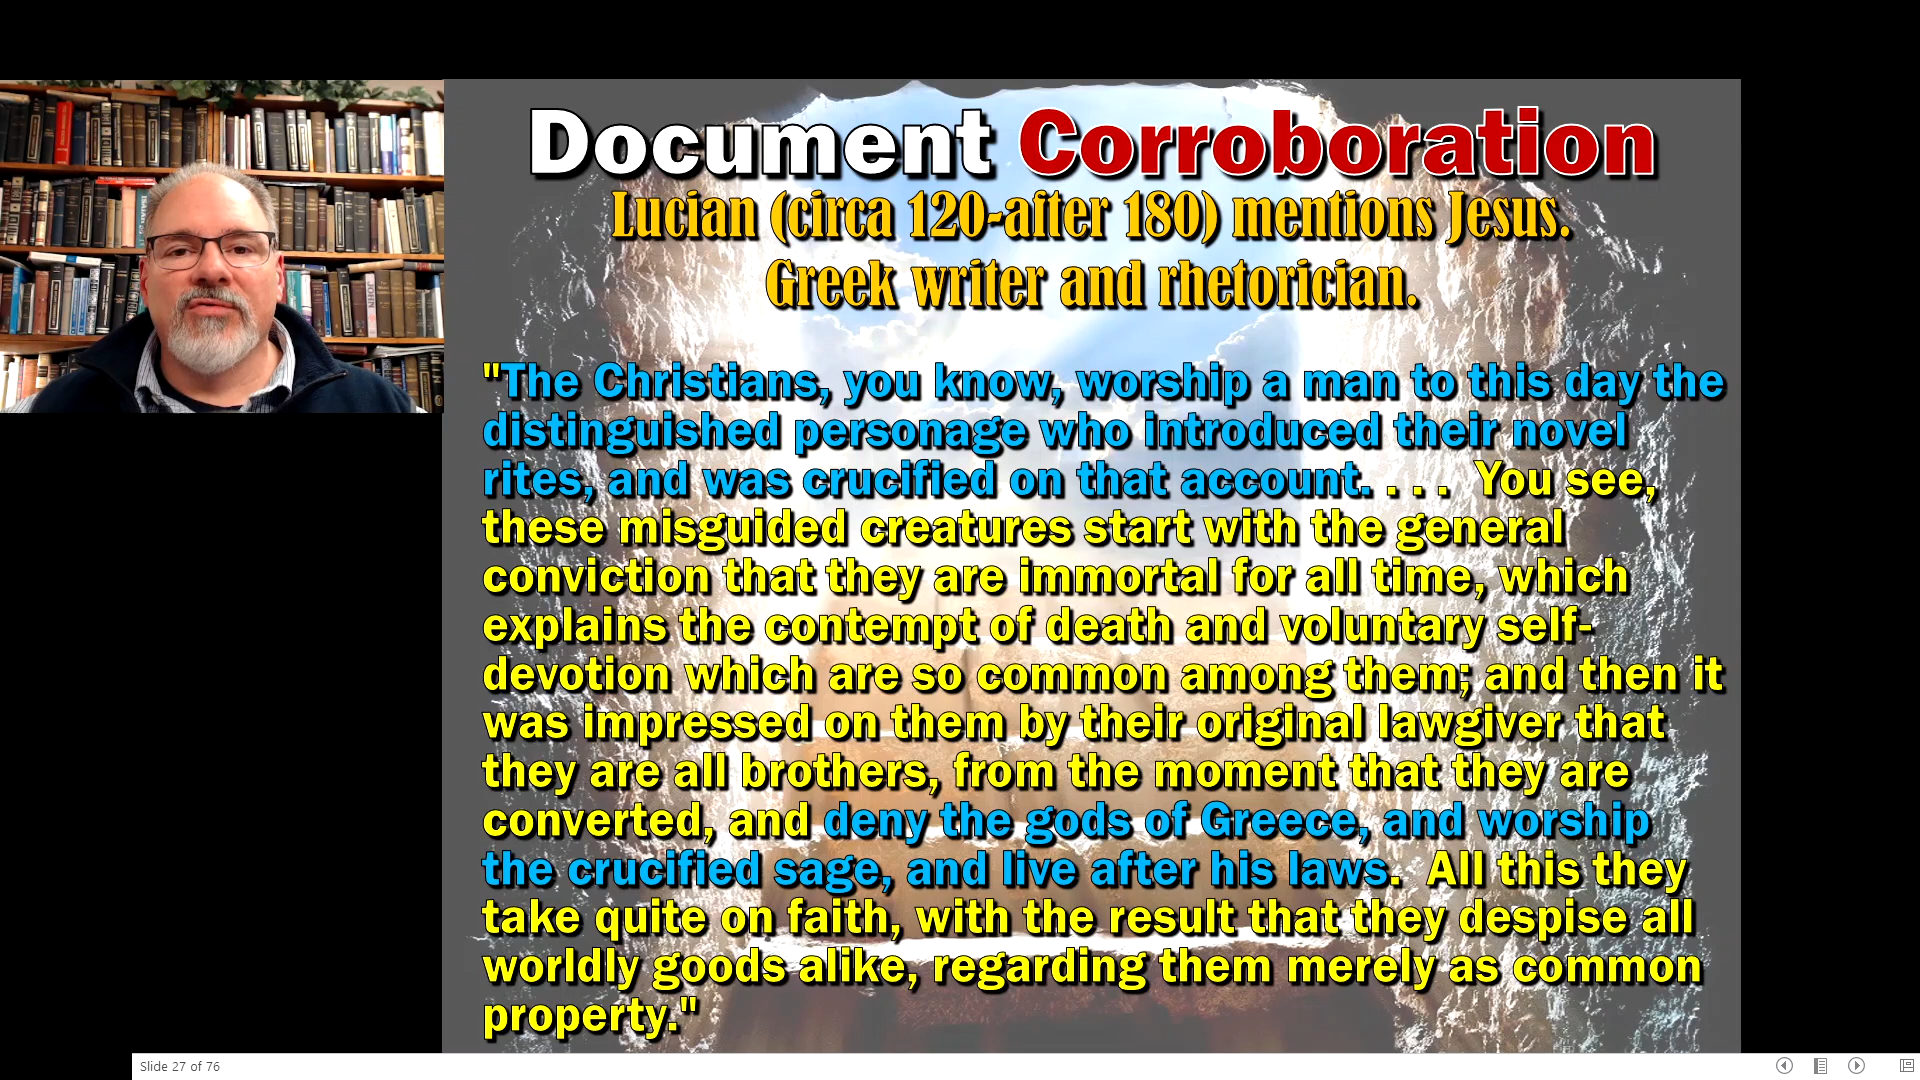 Document Corroboration
Lucian (circa 120-after 180) mentions Jesus.
Greek writer and rhetorician.
"The Christians, you know, worship a man to this day the
distinguished personage who introduced their novel
rites, and was crucified on that account. . . .  You see,
these misguided creatures start with the general
conviction that they are immortal for all time, which
explains the contempt of death and voluntary self-
devotion which are so common among them; and then it
was impressed on them by their original lawgiver that
they are all brothers, from the moment that they are
converted, and deny the gods of Greece, and worship
the crucified sage, and live after his laws.  All this they
take quite on faith, with the result that they despise all
worldly goods alike, regarding them merely as common
property."
JOHN
Slide 27 of 76